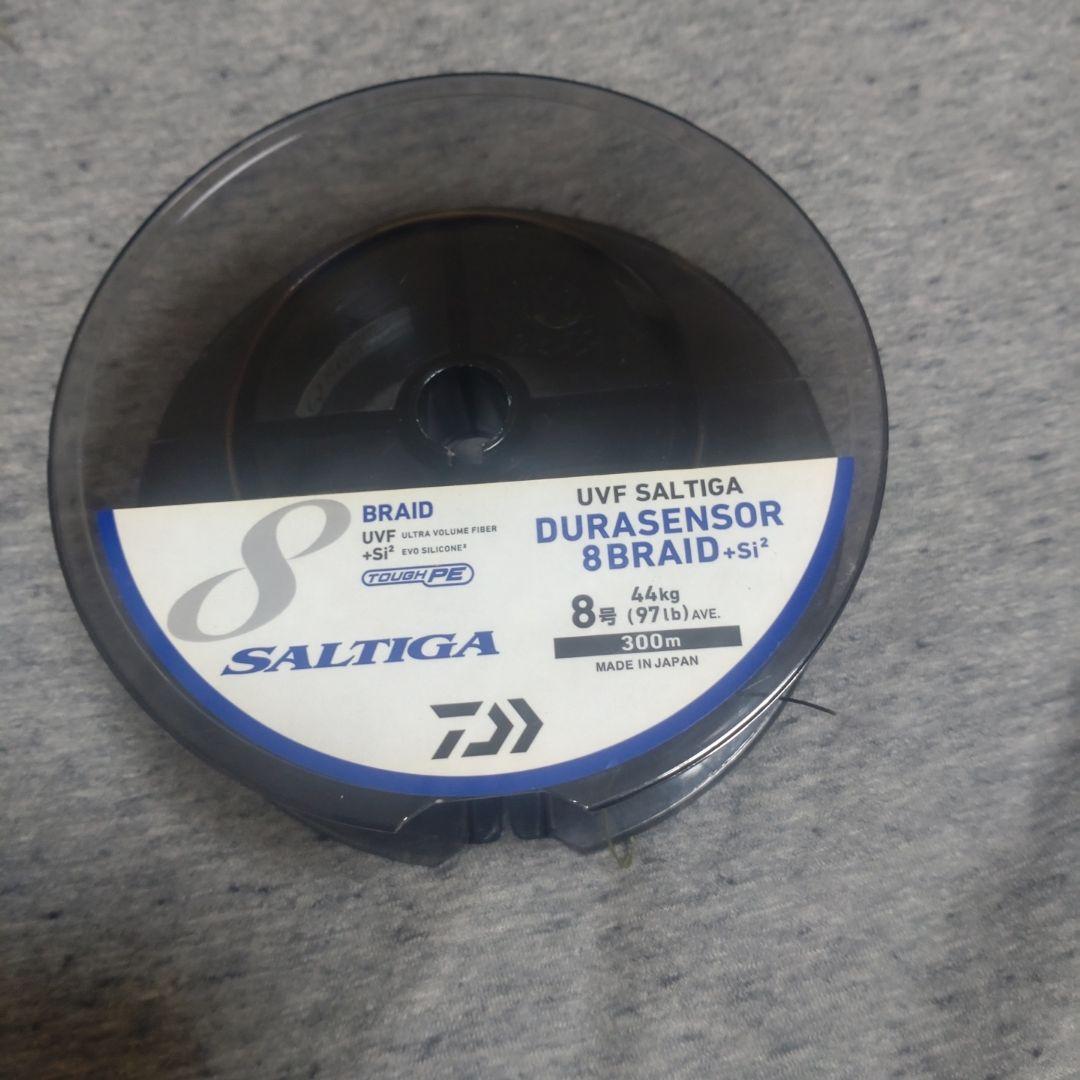 8
BRAID
UVF ULTRA VOLUME FIBER
+Si² EVO SILICONE²
TOUGH PE
SALTIGA
UVF SALTIGA
DURASENSOR
8BRAID+Si²
8号 44kg (97lb) AVE.
300m
MADE IN JAPAN